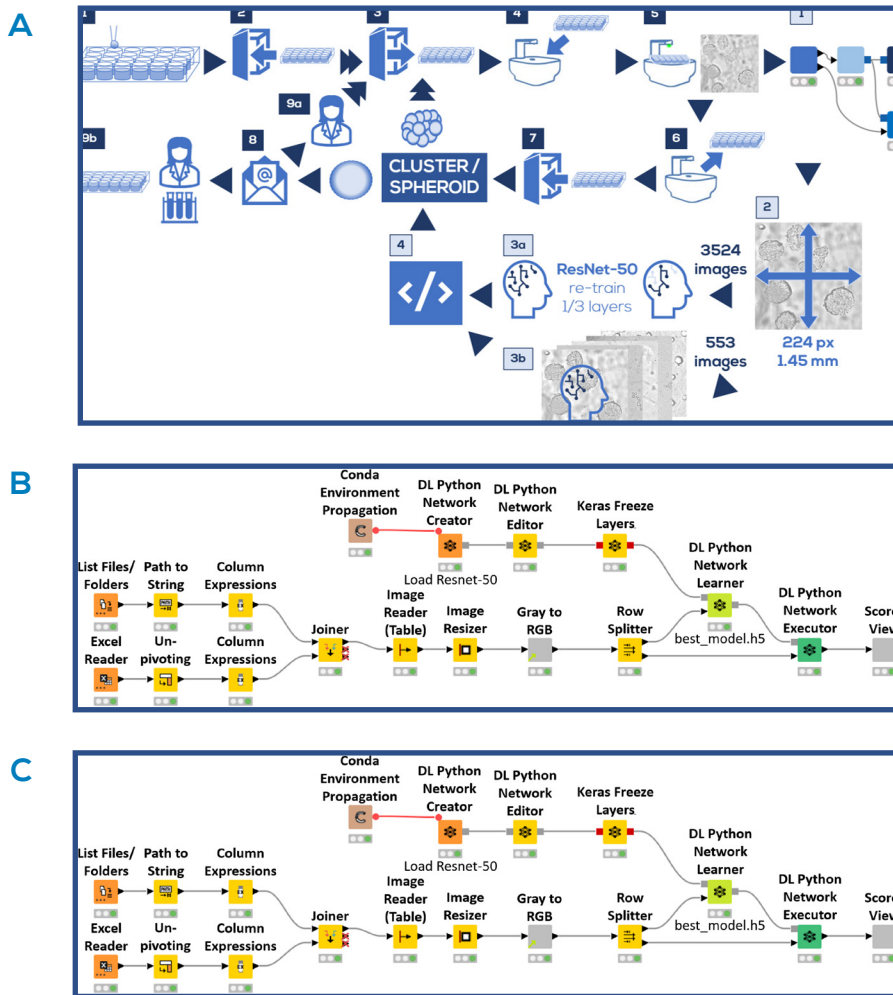 A
1
2
3
4
5
1
9a
9b
8
7
6
@
CLUSTER /
SPHEROID
2
4
3a
ResNet-50
re-train
1/3 layers
3524
images
</>
3b
553
images
224 px
1.45 mm
B
Conda
Environment
Propagation
DL Python
Network
Creator
DL Python
Network
Editor
Keras Freeze
Layers
C
Load Resnet-50
DL Python
Network
Learner
best_model.h5
List Files/
Folders
Path to
String
Column
Expressions
Excel
Reader
Un-
pivoting
Column
Expressions
Joiner
Image
Reader
(Table)
Image
Resizer
Gray to
RGB
Row
Splitter
DL Python
Network
Executor
Score
View
C
Conda
Environment
Propagation
DL Python
Network
Creator
DL Python
Network
Editor
Keras Freeze
Layers
C
Load Resnet-50
DL Python
Network
Learner
best_model.h5
List Files/
Folders
Path to
String
Column
Expressions
Excel
Reader
Un-
pivoting
Column
Expressions
Joiner
Image
Reader
(Table)
Image
Resizer
Gray to
RGB
Row
Splitter
DL Python
Network
Executor
Score
View